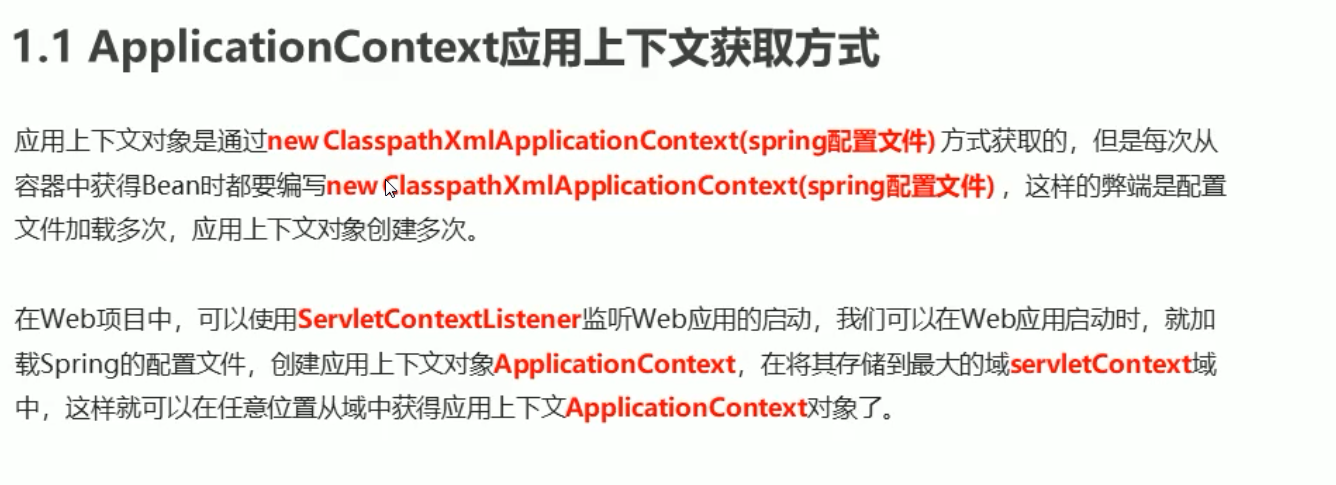 1.1 ApplicationContext应用上下文获取方式
应用上下文对象是通过new ClasspathXmlApplicationContext(spring配置文件) 方式获取的，但是每次从
容器中获得Bean时都要编写new ClasspathXmlApplicationContext(spring配置文件) ，这样的弊端是配置
文件加载多次，应用上下文对象创建多次。
在Web项目中，可以使用ServletContextListener监听Web应用的启动，我们可以在Web应用启动时，就加
载Spring的配置文件，创建应用上下文对象ApplicationContext，在将其存储到最大的域servletContext域
中，这样就可以在任意位置从域中获得应用上下文ApplicationContext对象了。